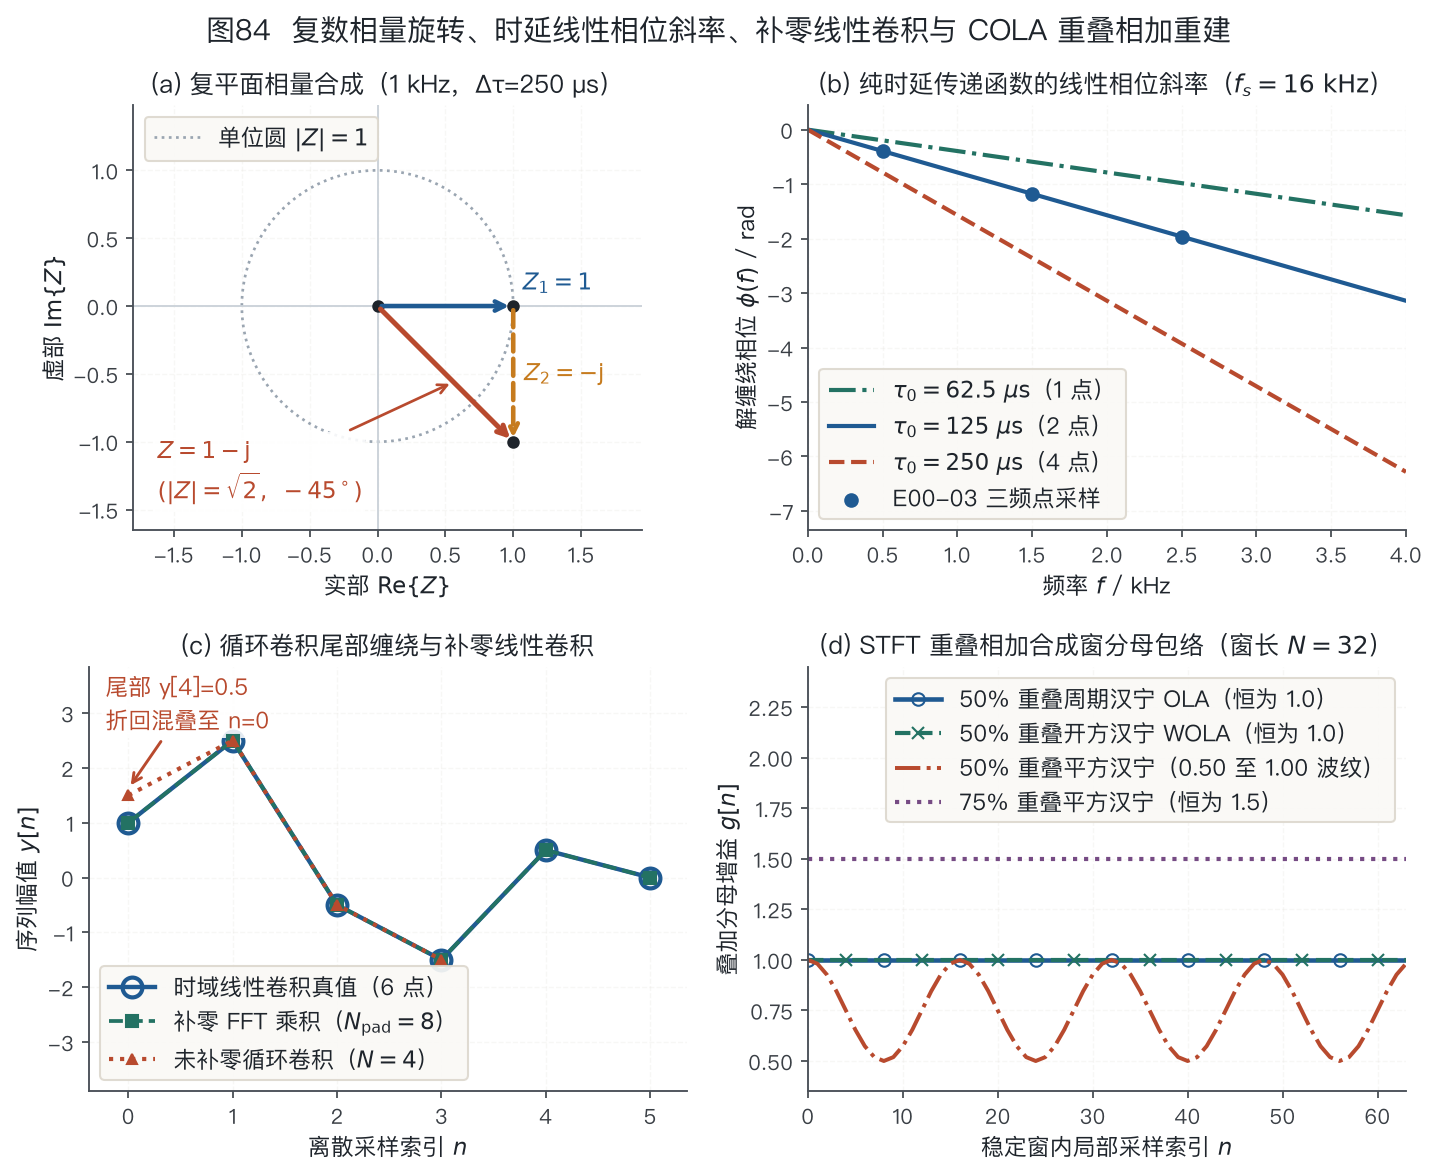 图84 复数相量旋转、时延线性相位斜率、补零线性卷积与 COLA 重叠相加重建
(a) 复平面相量合成（1 kHz，Δτ=250 μs）
单位圆 |Z| = 1
1.0
0.5
0.0
−0.5
−1.0
−1.5
Z₁ = 1
Z₂ = −j
Z = 1 − j
(|Z| = √2, −45°)
−1.5
−1.0
−0.5
0.0
0.5
1.0
1.5
虚部 Im{Z}
实部 Re{Z}
(b) 纯时延传递函数的线性相位斜率（fₛ = 16 kHz）
0
−1
−2
−3
−4
−5
−6
−7
解缠绕相位 ϕ(f) / rad
τ₀ = 62.5 μs（1 点）
τ₀ = 125 μs（2 点）
τ₀ = 250 μs（4 点）
E00–03 三频点采样
0.0
0.5
1.0
1.5
2.0
2.5
3.0
3.5
4.0
频率 f / kHz
(c) 循环卷积尾部缠绕与补零线性卷积
尾部 y[4]=0.5
折回混叠至 n=0
3
2
1
0
−1
−2
−3
序列幅值 y[n]
时域线性卷积真值（6 点）
补零 FFT 乘积（N_pad = 8）
未补零循环卷积（N = 4）
0
1
2
3
4
5
离散采样索引 n
(d) STFT 重叠相加合成窗分母包络（窗长 N = 32）
50% 重叠周期汉宁 OLA（恒为 1.0）
50% 重叠开方汉宁 WOLA（恒为 1.0）
50% 重叠平方汉宁（0.50 至 1.00 波纹）
75% 重叠平方汉宁（恒为 1.5）
2.25
2.00
1.75
1.50
1.25
1.00
0.75
0.50
叠加分母增益 g[n]
0
10
20
30
40
50
60
稳定窗内局部采样索引 n